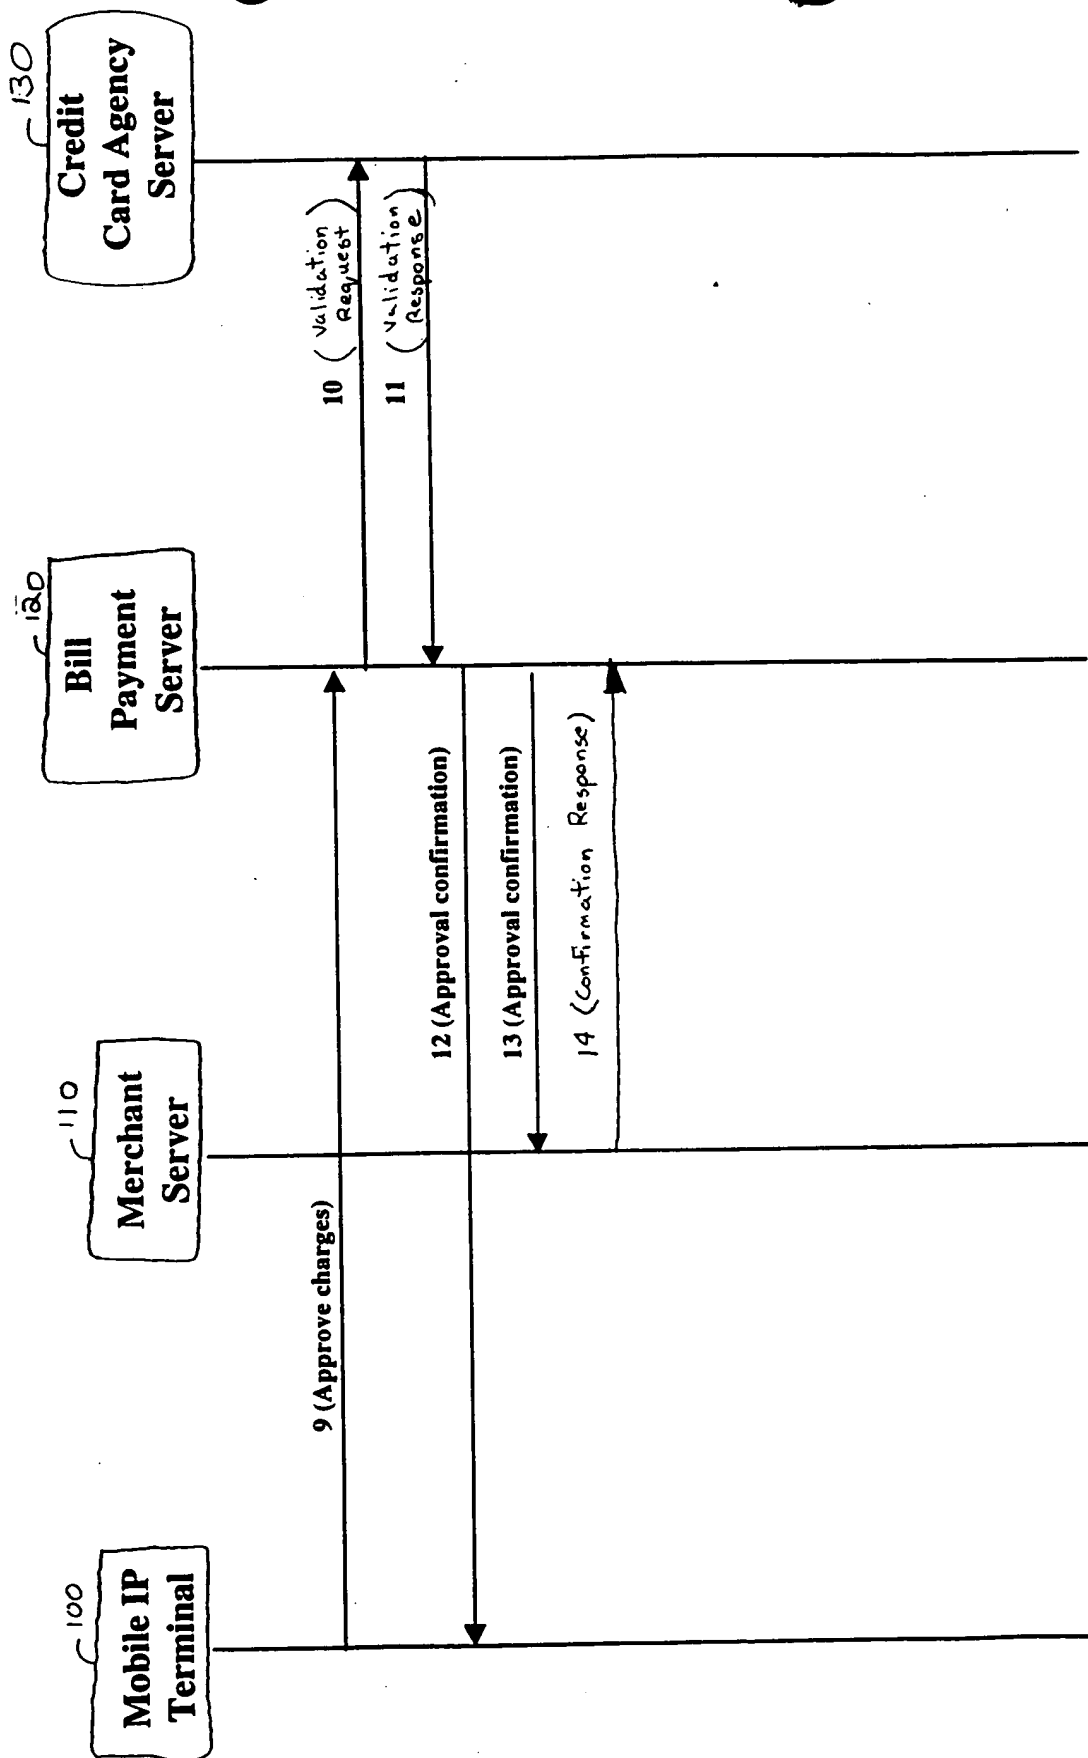 100
Mobile IP
Terminal
110
Merchant
Server
120
Bill
Payment
Server
130
Credit
Card Agency
Server
9 (Approve charges)
10 (Validation
Request)
11 (Validation
Response)
12 (Approval confirmation)
13 (Approval confirmation)
14 (Confirmation Response)